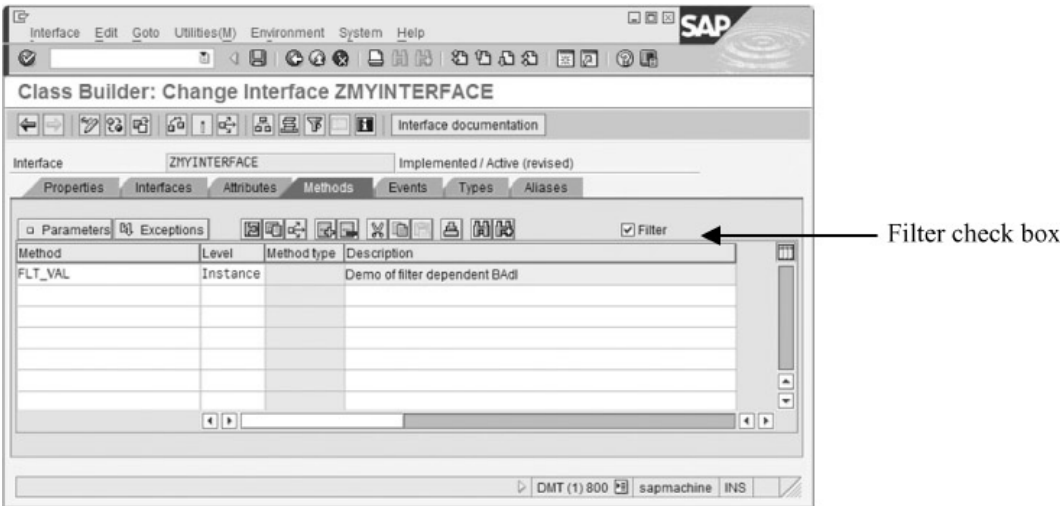 SAP
Interface Edit Goto Utilities(M) Environment System Help
Class Builder: Change Interface ZMYINTERFACE
Interface documentation
Interface ZMYINTERFACE Implemented / Active (revised)
Properties Interfaces Attributes Methods Events Types Aliases
Parameters Exceptions Filter
Filter check box
Method Level Method type Description
FLT_VAL Instance Demo of filter dependent BAdI
DMT (1) 800 sapmachine INS